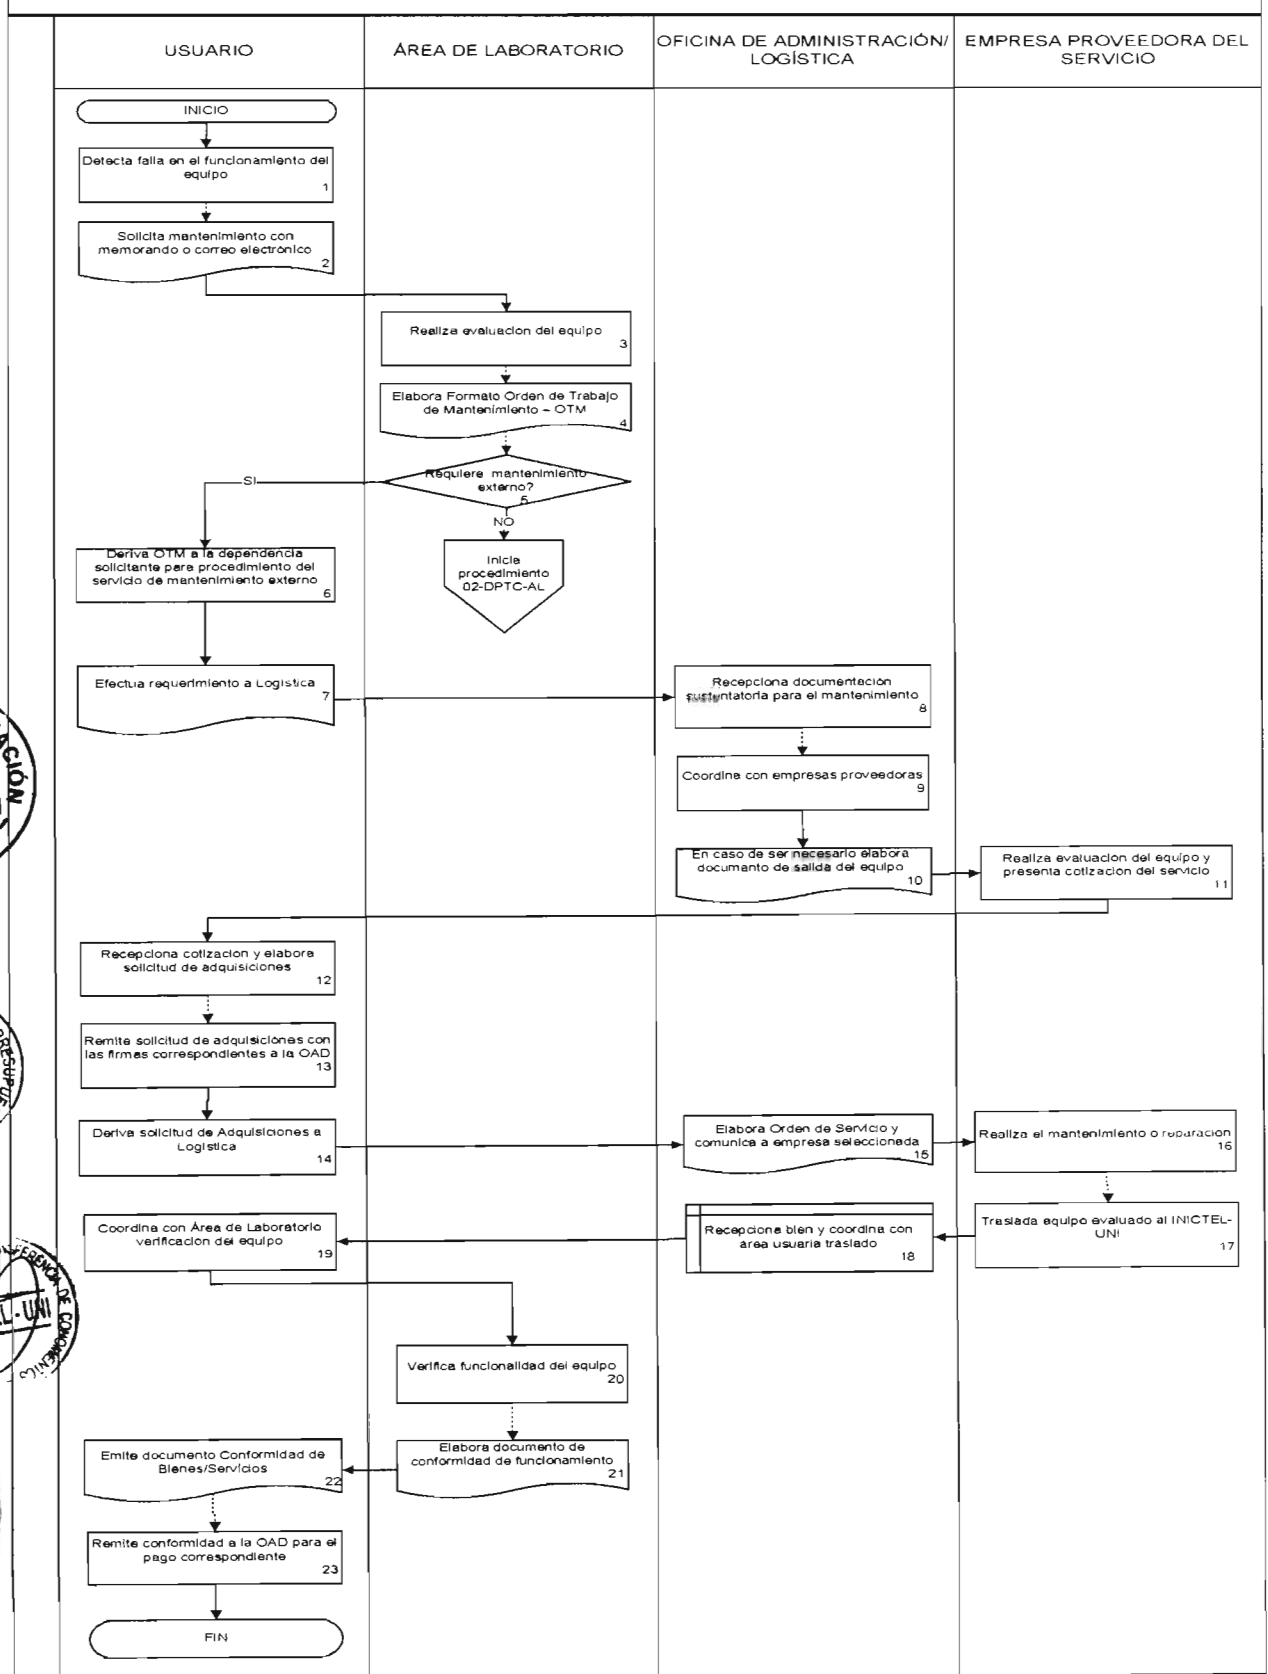 USUARIO
ÁREA DE LABORATORIO
OFICINA DE ADMINISTRACIÓN/
LOGÍSTICA
EMPRESA PROVEEDORA DEL
SERVICIO
INICIO
Detecta falla en el funcionamiento del
equipo
1
Solicita mantenimiento con
memorando o correo electrónico
2
Realiza evaluacion del equipo
3
Elabora Formato Orden de Trabajo
de Mantenimiento – OTM
4
Requiere mantenimiento
externo?
5
SI
NO
Inicia
procedimiento
02-DPTC-AL
Deriva OTM a la dependencia
solicitante para procedimiento del
servicio de mantenimiento externo
6
Efectua requerimiento a Logística
7
Recepciona documentación
sustentatoria para el mantenimiento
8
Coordina con empresas proveedoras
9
En caso de ser necesario elabora
documento de salida del equipo
10
Realiza evaluación del equipo y
presenta cotización del servicio
11
Recepciona cotizacion y elabora
solicitud de adquisiciones
12
Remite solicitud de adquisiciones con
las firmas correspondientes a la OAD
13
Deriva solicitud de Adquisiciones a
Logística
14
Elabora Orden de Servicio y
comunica a empresa seleccionada
15
Realiza el mantenimiento o reparación
16
Traslada equipo evaluado al INICTEL-
UNI
17
Recepciona bien y coordina con
área usuaria traslado
18
Coordina con Área de Laboratorio
verificacion del equipo
19
Verifica funcionalidad del equipo
20
Elabora documento de
conformidad de funcionamiento
21
Emite documento Conformidad de
Bienes/Servicios
22
Remite conformidad a la OAD para el
pago correspondiente
23
FIN